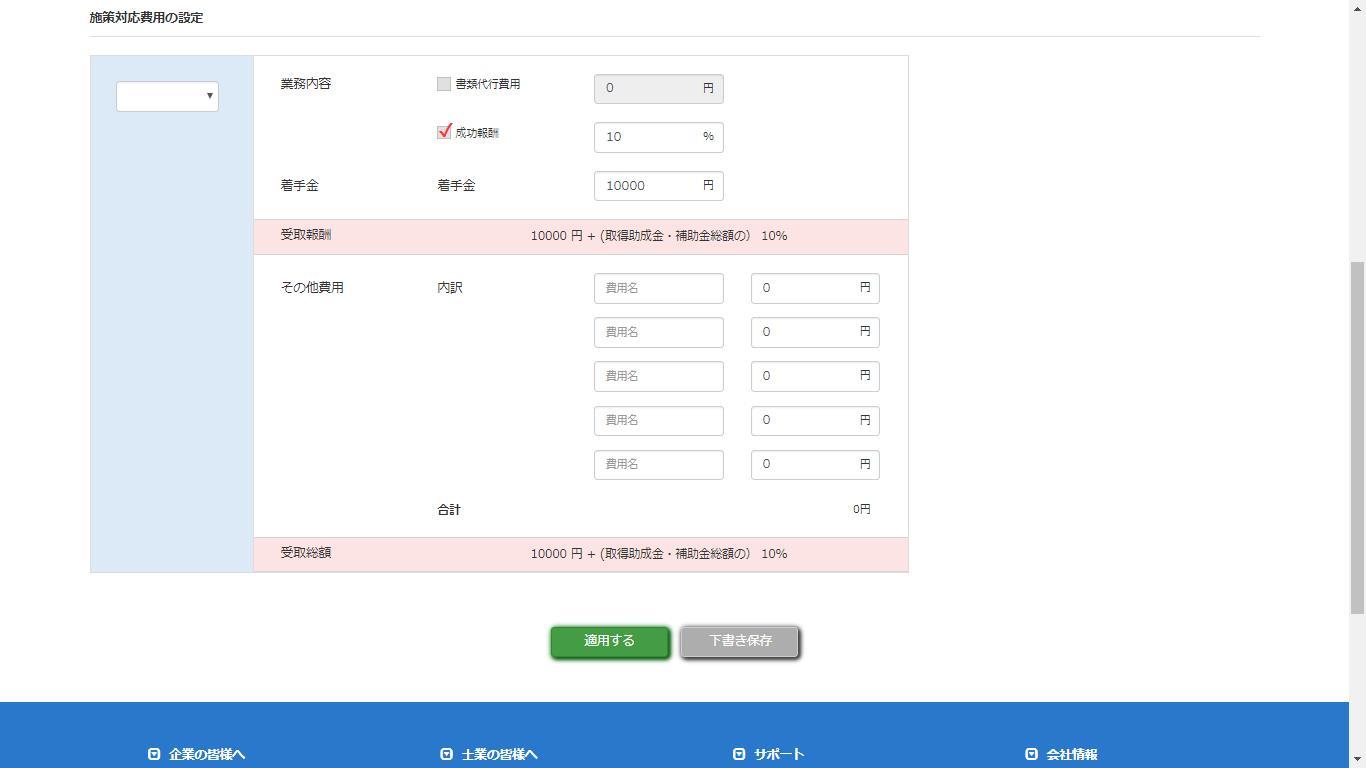 施策対応費用の設定
業務内容 書類代行費用 0 円
成功報酬 10 %
着手金 着手金 10000 円
受取報酬 10000 円 + (取得助成金・補助金総額の) 10%
その他費用 内訳 費用名 0 円
費用名 0 円
費用名 0 円
費用名 0 円
費用名 0 円
合計 0円
受取総額 10000 円 + (取得助成金・補助金総額の) 10%
適用する 下書き保存
企業の皆様へ 士業の皆様へ サポート 会社情報